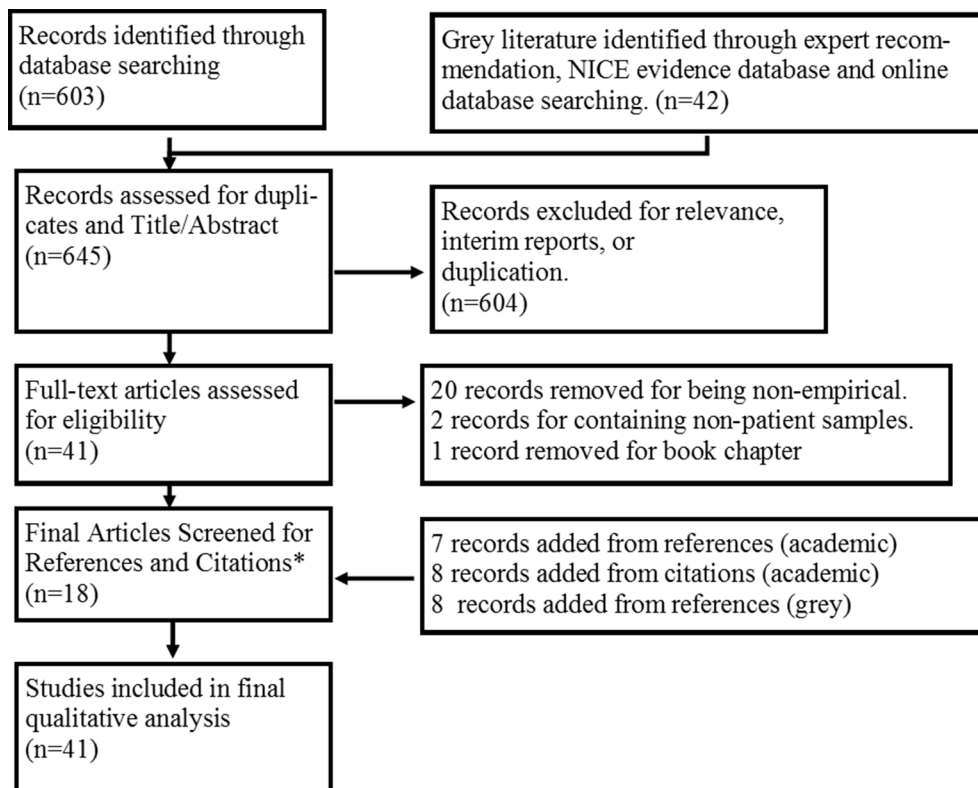 Records identified through
database searching
(n=603)
Grey literature identified through expert recom-
mendation, NICE evidence database and online
database searching. (n=42)
Records assessed for dupli-
cates and Title/Abstract
(n=645)
Records excluded for relevance,
interim reports, or
duplication.
(n=604)
Full-text articles assessed
for eligibility
(n=41)
20 records removed for being non-empirical.
2 records for containing non-patient samples.
1 record removed for book chapter
Final Articles Screened for
References and Citations*
(n=18)
7 records added from references (academic)
8 records added from citations (academic)
8 records added from references (grey)
Studies included in final
qualitative analysis
(n=41)